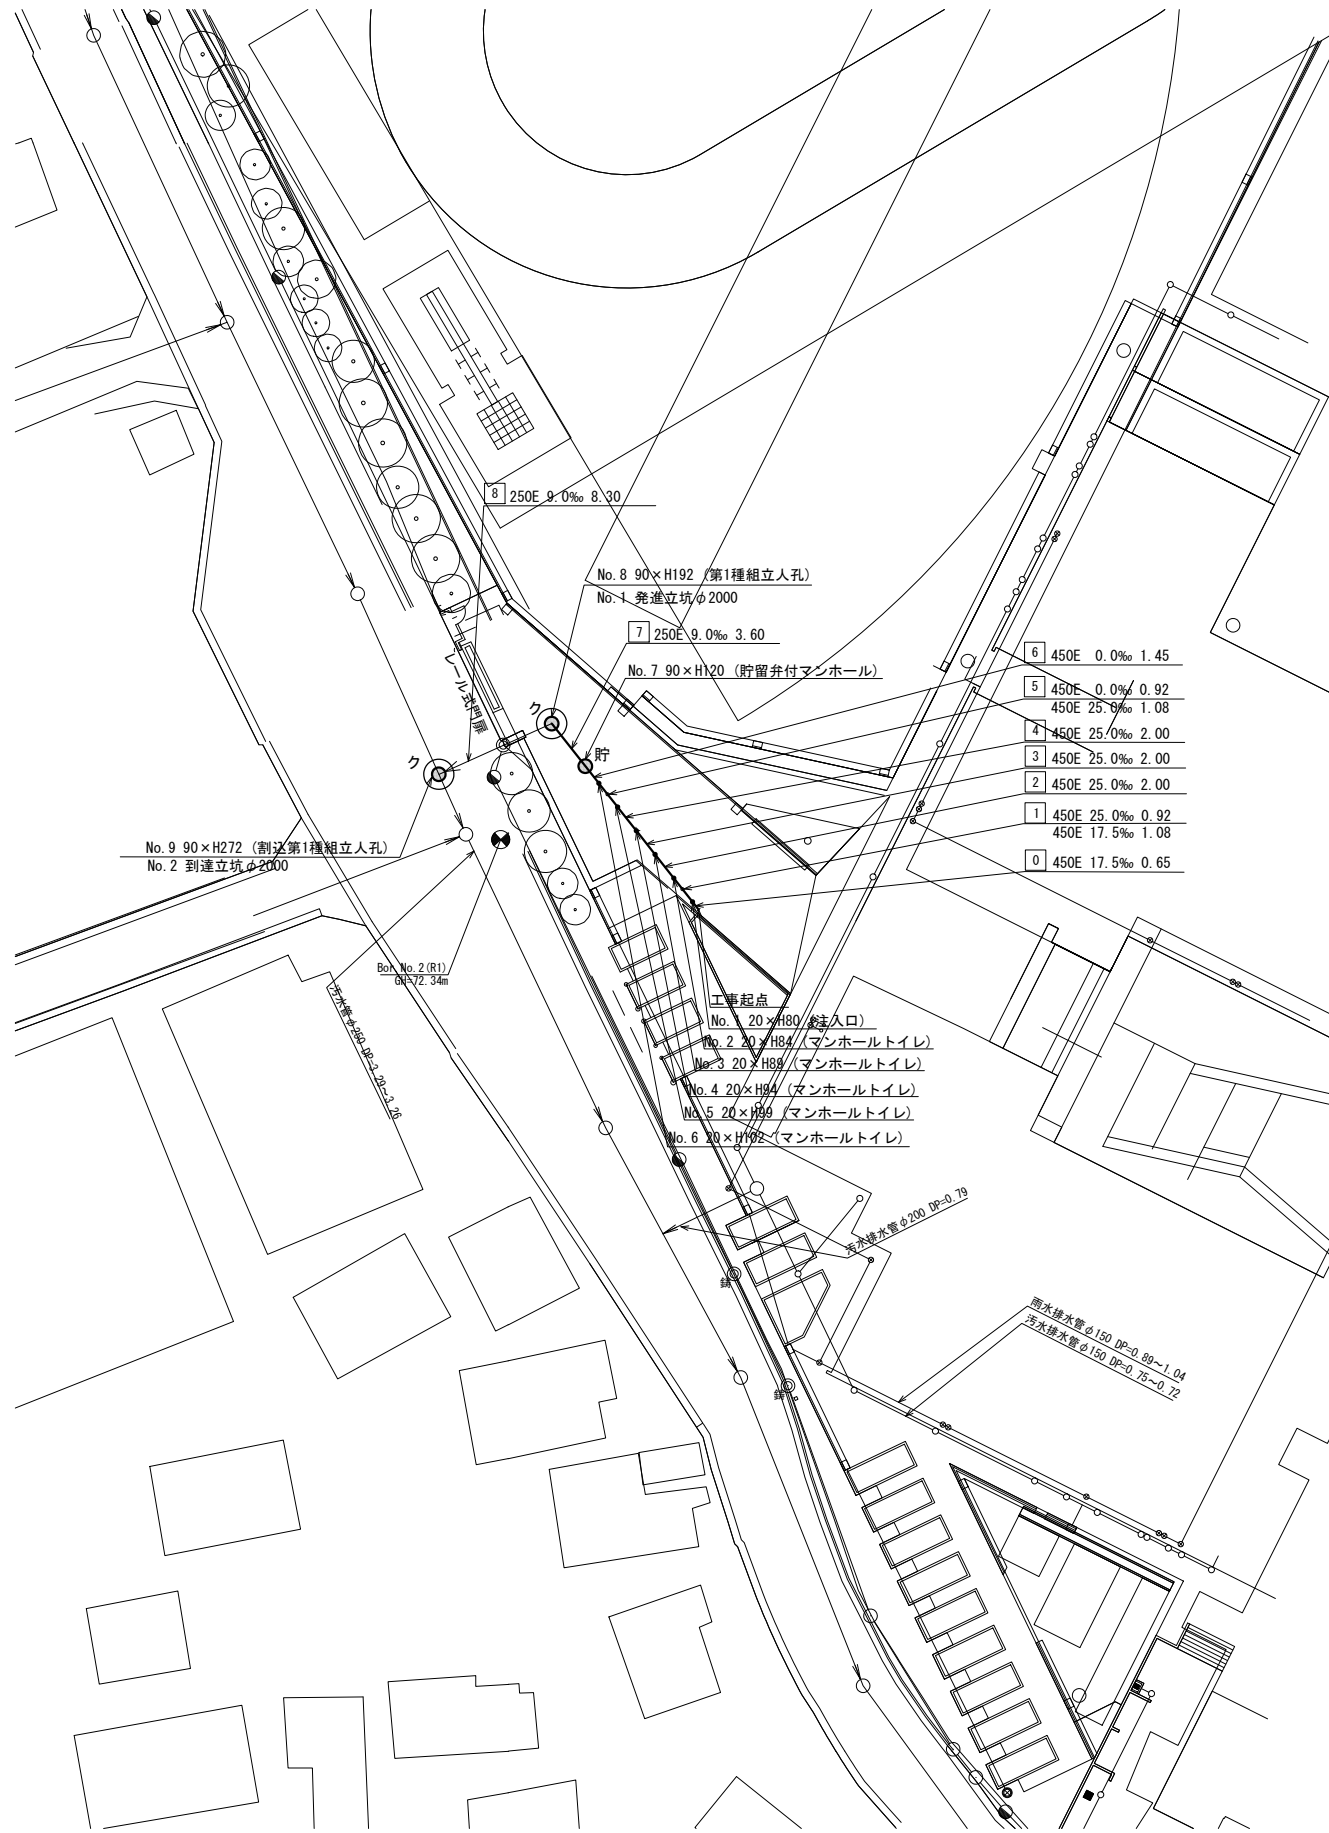 8 250E 9.0‰ 8.30
No.8 90×H192 (第1種組立人孔)
No.1 発進立坑φ2000
7 250E 9.0‰ 3.60
No.7 90×H120 (貯留弁付マンホール)
6 450E 0.0‰ 1.45
5 450E 0.0‰ 0.92
450E 25.0‰ 1.08
4 450E 25.0‰ 2.00
3 450E 25.0‰ 2.00
2 450E 25.0‰ 2.00
1 450E 25.0‰ 0.92
450E 17.5‰ 1.08
0 450E 17.5‰ 0.65
レール式門扉
ク
貯
ク
No.9 90×H272 (割込第1種組立人孔)
No.2 到達立坑φ2000
Bor.No.2(R1)
GH=72.34m
汚水管φ250 DP=3.29～3.26
工事起点
No.1 20×H80 (注入口)
No.2 20×H84 (マンホールトイレ)
No.3 20×H89 (マンホールトイレ)
No.4 20×H94 (マンホールトイレ)
No.5 20×H99 (マンホールトイレ)
No.6 20×H102 (マンホールトイレ)
汚水排水管φ200 DP=0.79
雨水排水管φ150 DP=0.89～1.04
汚水排水管φ150 DP=0.75～0.72